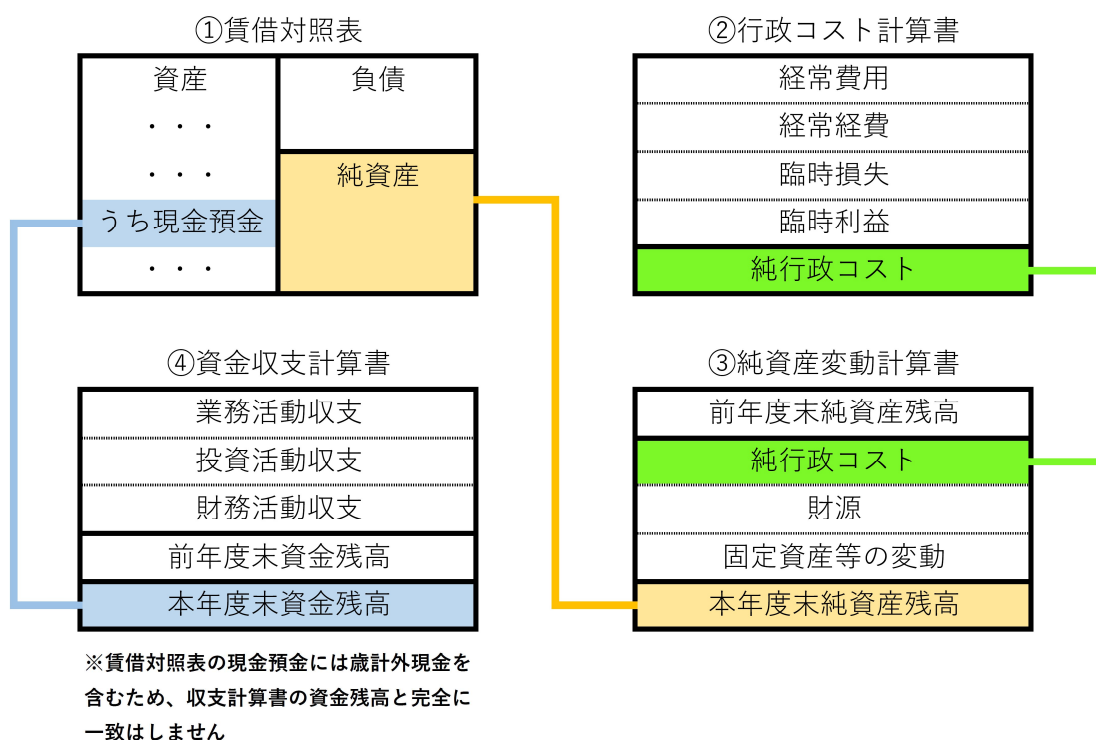 ①賃借対照表
資産
・・・
・・・
うち現金預金
・・・
負債
純資産
②行政コスト計算書
経常費用
経常経費
臨時損失
臨時利益
純行政コスト
④資金収支計算書
業務活動収支
投資活動収支
財務活動収支
前年度末資金残高
本年度末資金残高
※賃借対照表の現金預金には歳計外現金を
含むため、収支計算書の資金残高と完全に
一致はしません
③純資産変動計算書
前年度末純資産残高
純行政コスト
財源
固定資産等の変動
本年度末純資産残高